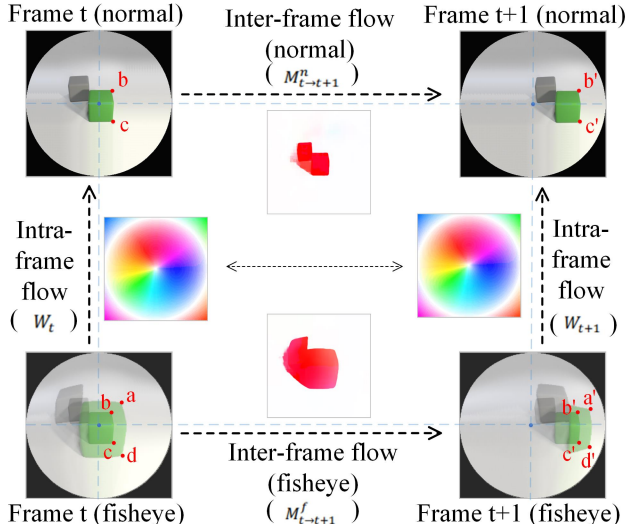 Frame t (normal)
Inter-frame flow
(normal)
( M^n_{t→t+1} )
Frame t+1 (normal)
b
c
b'
c'
Intra-
frame
flow
( W_t )
Intra-
frame
flow
( W_{t+1} )
a
b
c
d
a'
b'
c'
d'
Frame t (fisheye)
Inter-frame flow
(fisheye)
( M^f_{t→t+1} )
Frame t+1 (fisheye)